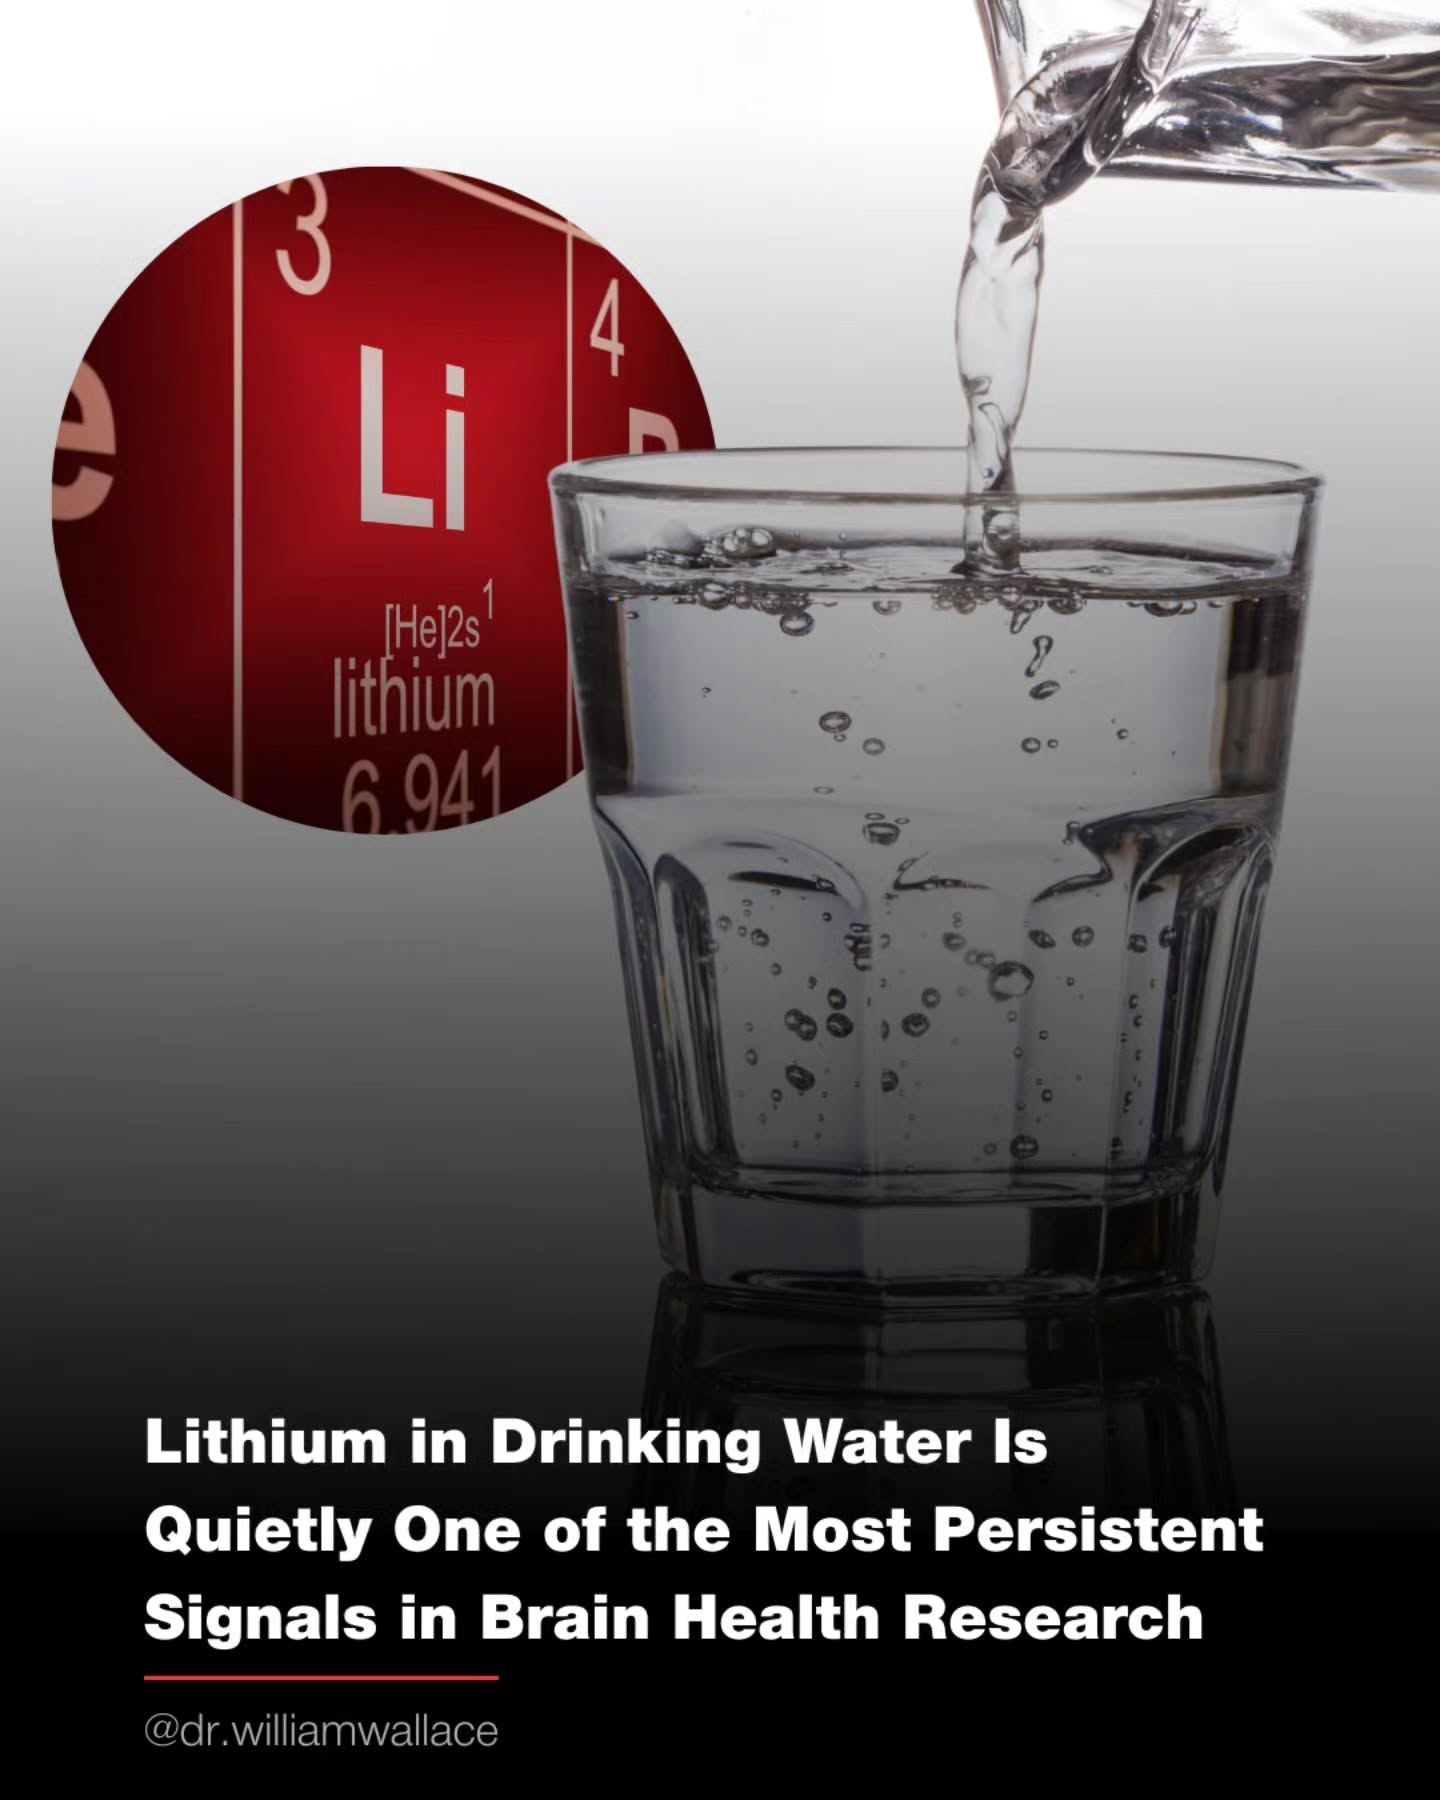 3
4
Li
[He]2s¹
lithium
6.941
Lithium in Drinking Water Is
Quietly One of the Most Persistent
Signals in Brain Health Research
@dr.williamwallace